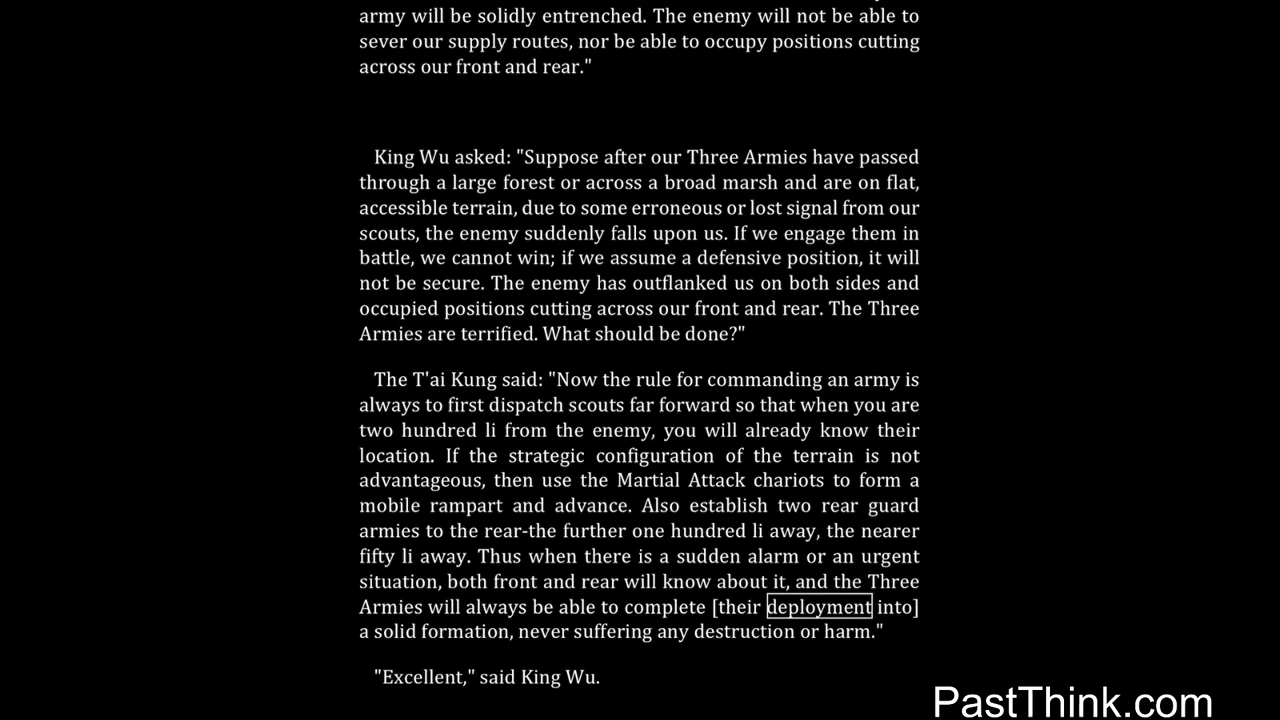 army will be solidly entrenched. The enemy will not be able to
sever our supply routes, nor be able to occupy positions cutting
across our front and rear."
King Wu asked: "Suppose after our Three Armies have passed
through a large forest or across a broad marsh and are on flat,
accessible terrain, due to some erroneous or lost signal from our
scouts, the enemy suddenly falls upon us. If we engage them in
battle, we cannot win; if we assume a defensive position, it will
not be secure. The enemy has outflanked us on both sides and
occupied positions cutting across our front and rear. The Three
Armies are terrified. What should be done?"
The T'ai Kung said: "Now the rule for commanding an army is
always to first dispatch scouts far forward so that when you are
two hundred li from the enemy, you will already know their
location. If the strategic configuration of the terrain is not
advantageous, then use the Martial Attack chariots to form a
mobile rampart and advance. Also establish two rear guard
armies to the rear-the further one hundred li away, the nearer
fifty li away. Thus when there is a sudden alarm or an urgent
situation, both front and rear will know about it, and the Three
Armies will always be able to complete [their deployment into]
a solid formation, never suffering any destruction or harm."
"Excellent," said King Wu.
PastThink.com